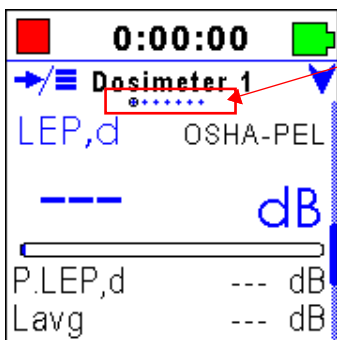 0:00:00
Dosimeter 1
LEP,d OSHA-PEL
--- dB
P.LEP,d --- dB
Lavg --- dB